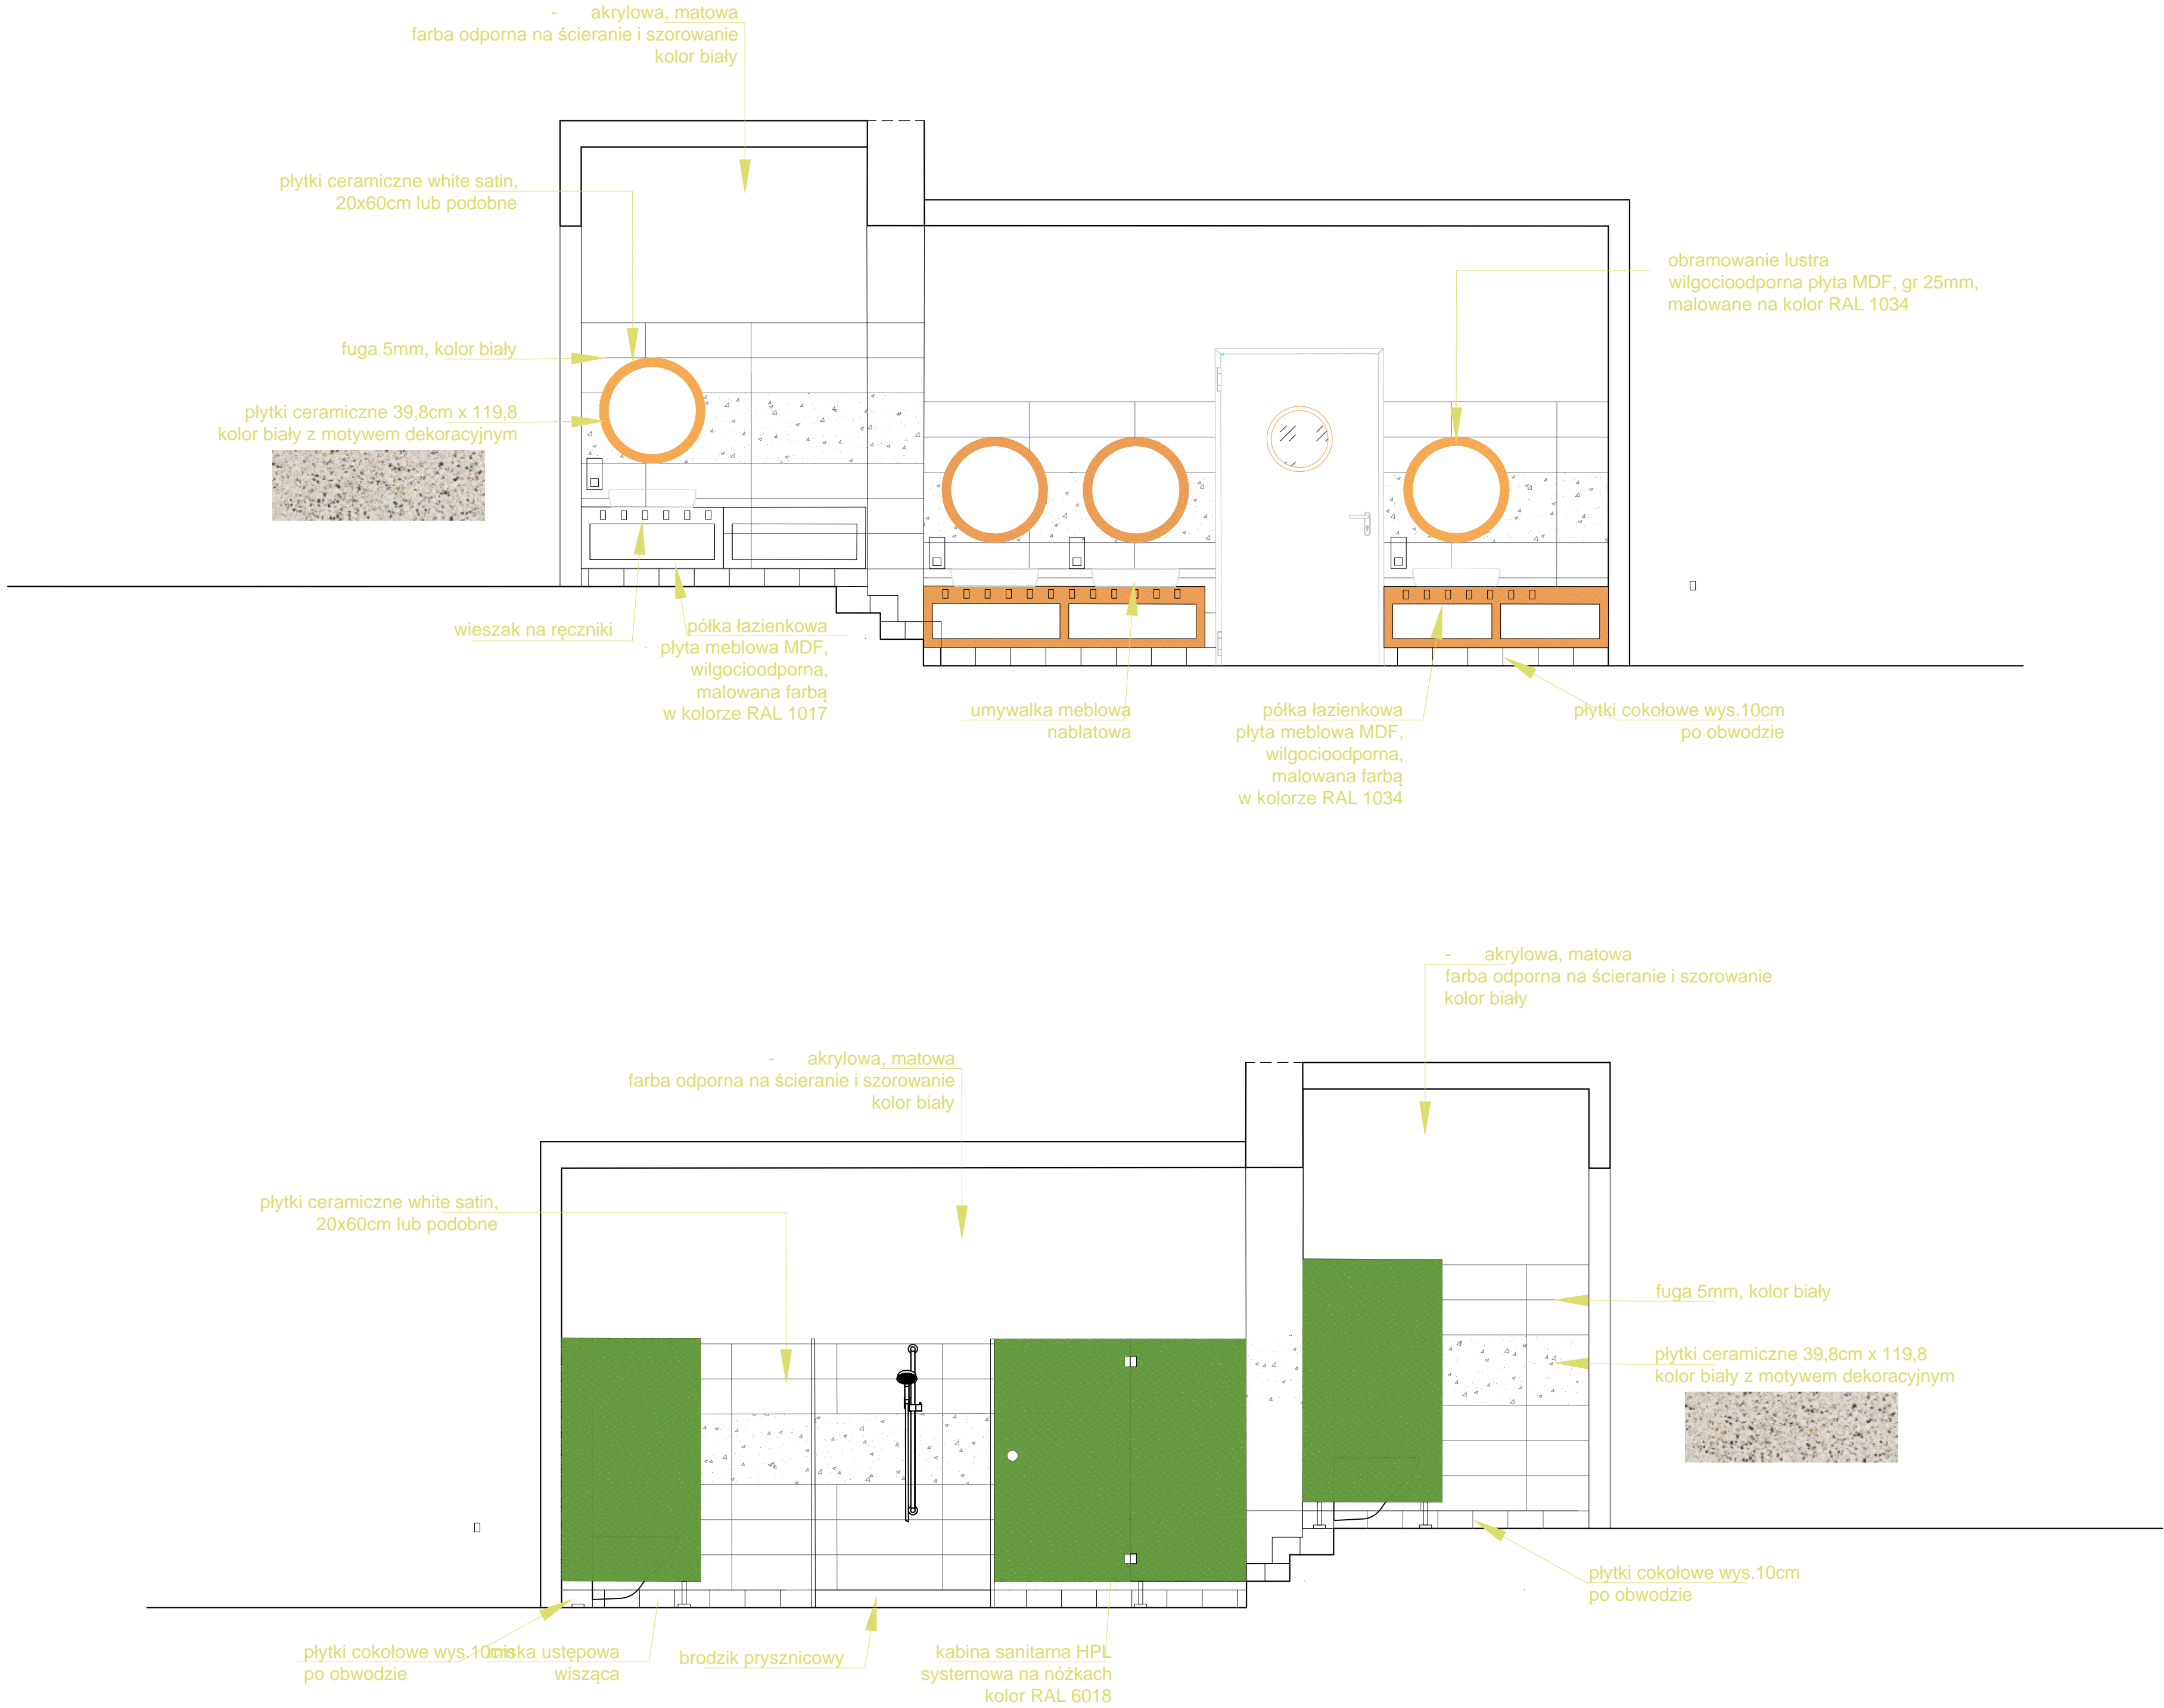 - akrylowa, matowa
farba odporna na ścieranie i szorowanie
kolor biały
płytki ceramiczne white satin,
20x60cm lub podobne
obramowanie lustra
wilgocioodporna płyta MDF, gr 25mm,
malowane na kolor RAL 1034
fuga 5mm, kolor biały
płytki ceramiczne 39,8cm x 119,8
kolor biały z motywem dekoracyjnym
wieszak na ręczniki
półka łazienkowa
płyta meblowa MDF,
wilgocioodporna,
malowana farbą
w kolorze RAL 1017
umywalka meblowa
nablatowa
półka łazienkowa
płyta meblowa MDF,
wilgocioodporna,
malowana farbą
w kolorze RAL 1034
płytki cokołowe wys.10cm
po obwodzie
- akrylowa, matowa
farba odporna na ścieranie i szorowanie
kolor biały
- akrylowa, matowa
farba odporna na ścieranie i szorowanie
kolor biały
płytki ceramiczne white satin,
20x60cm lub podobne
fuga 5mm, kolor biały
płytki ceramiczne 39,8cm x 119,8
kolor biały z motywem dekoracyjnym
płytki cokołowe wys.10cm
po obwodzie
płytki cokołowe wys.10cm
po obwodzie
miska ustępowa
wisząca
brodzik prysznicowy
kabina sanitarna HPL
systemowa na nóżkach
kolor RAL 6018